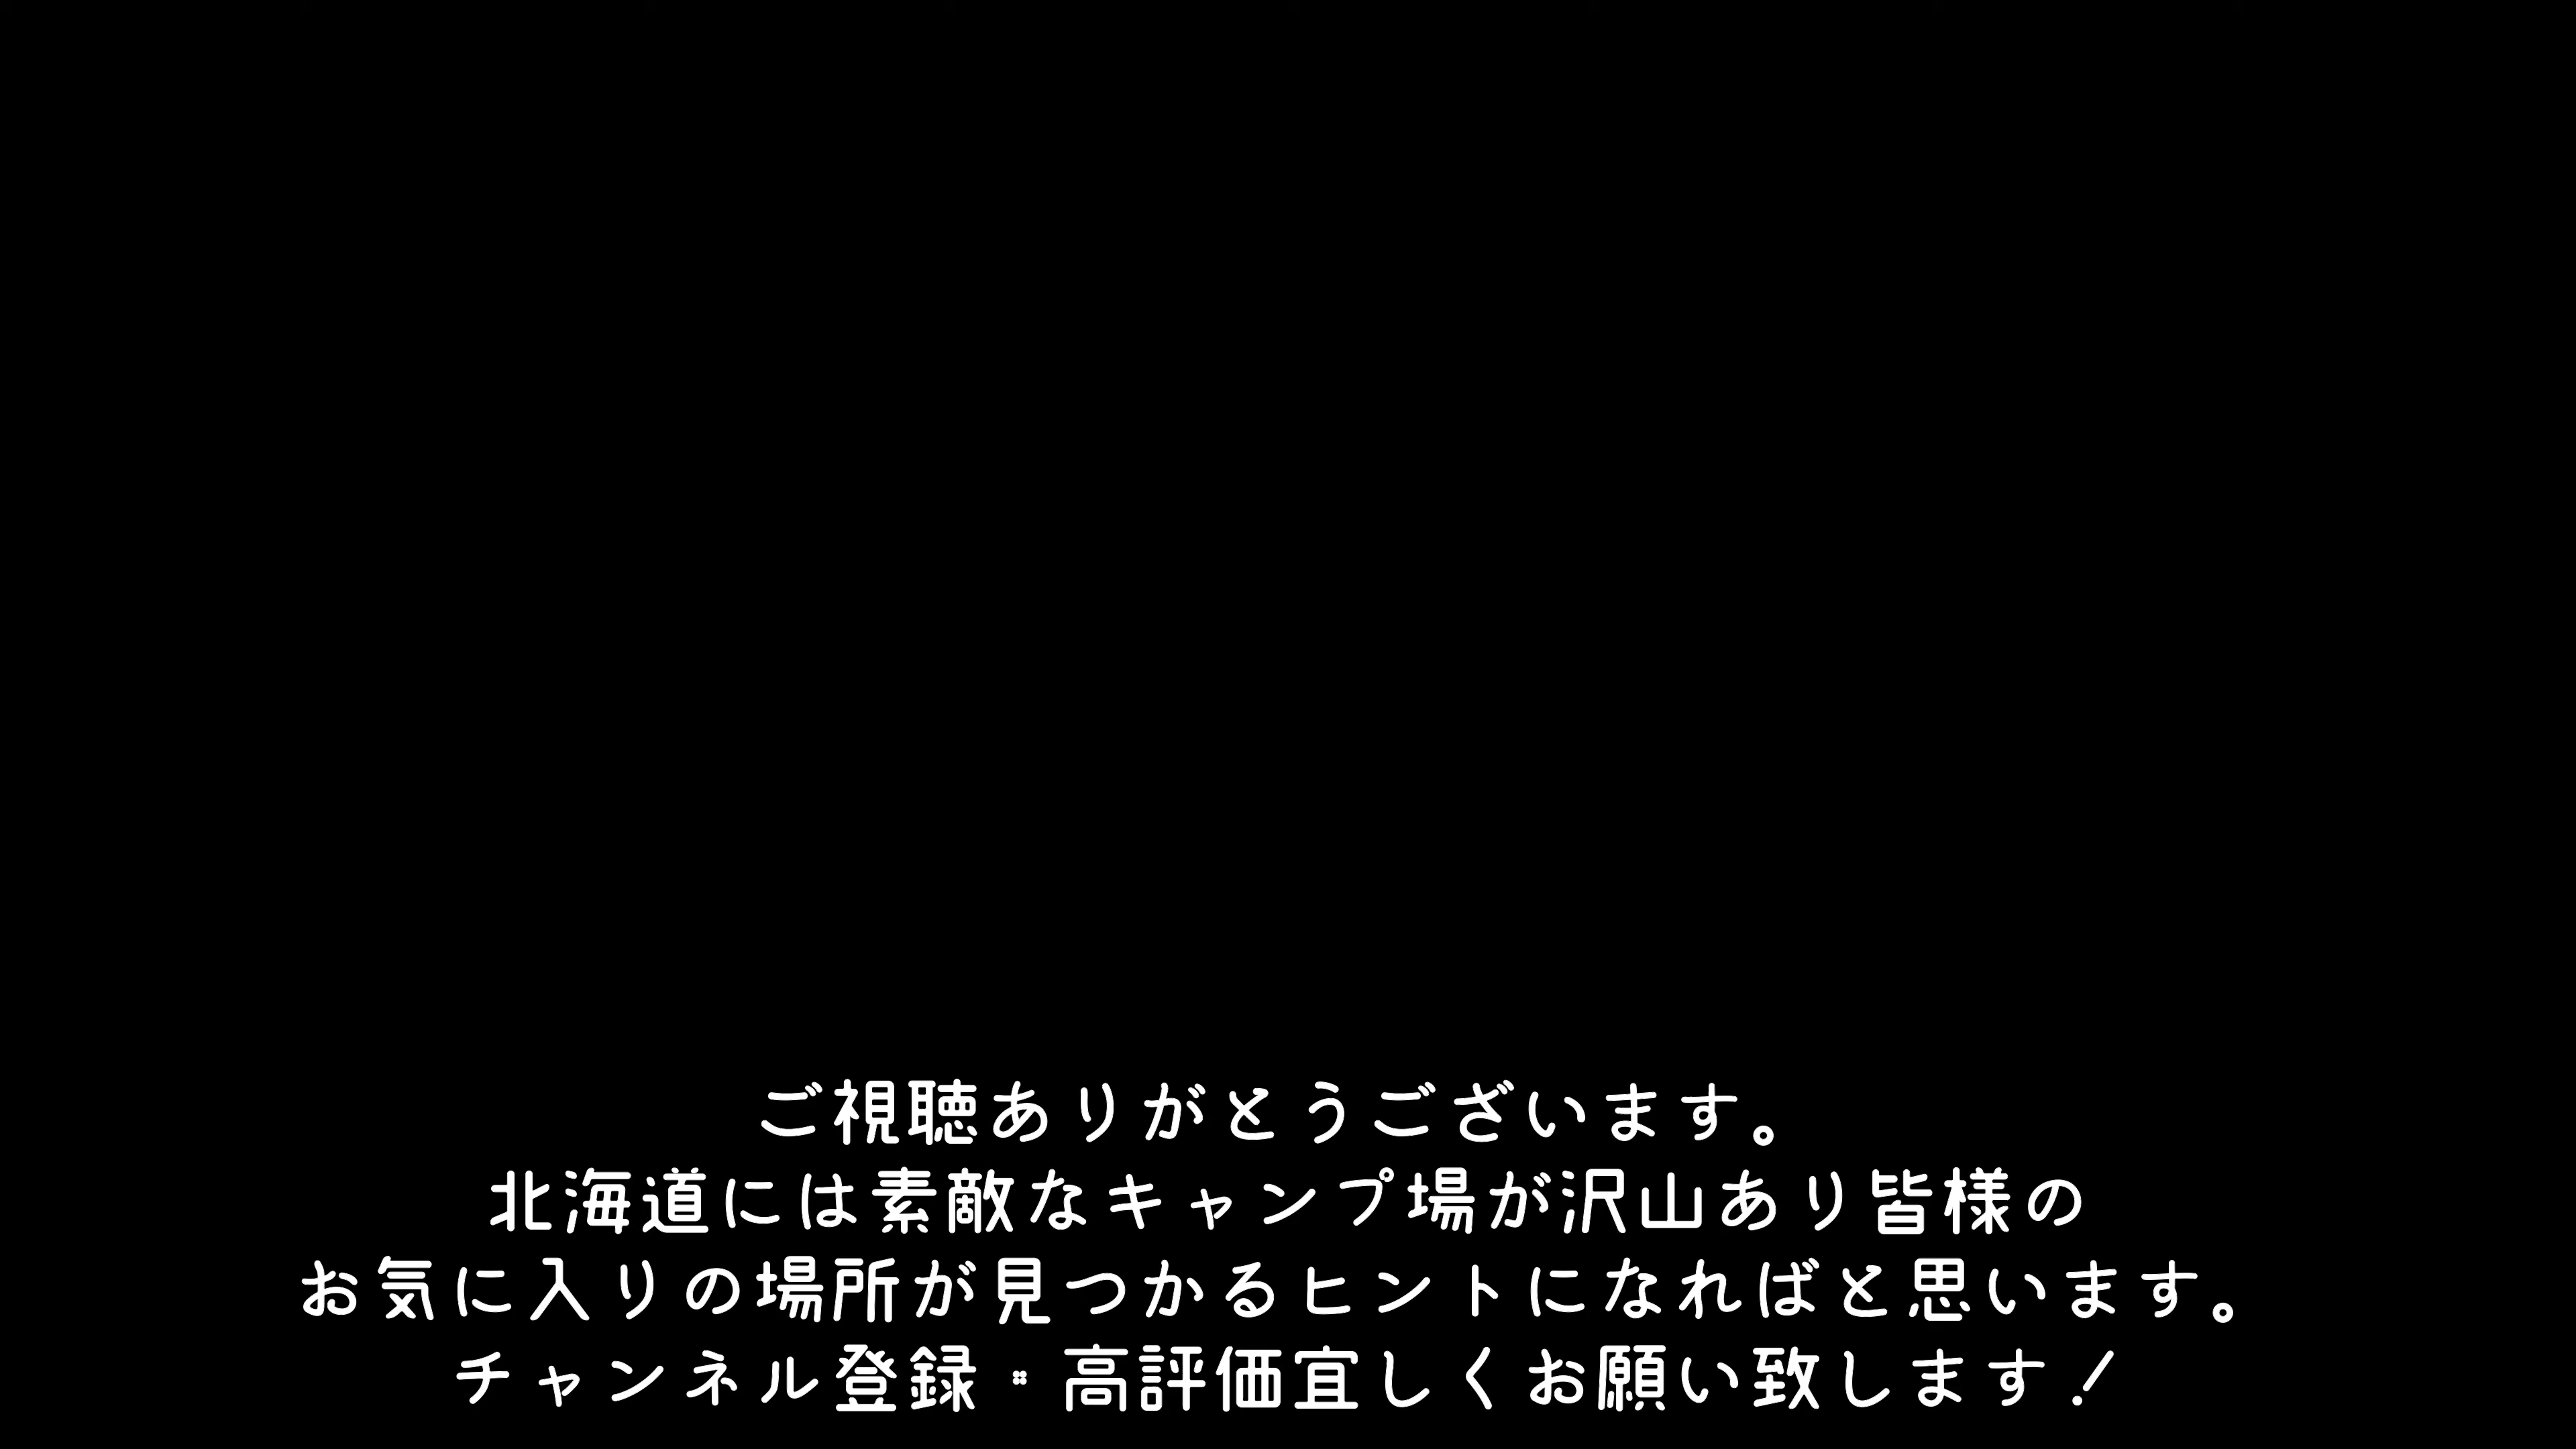 ご視聴ありがとうございます。
北海道には素敵なキャンプ場が沢山あり皆様の
お気に入りの場所が見つかるヒントになればと思います。
チャンネル登録・高評価宜しくお願い致します！